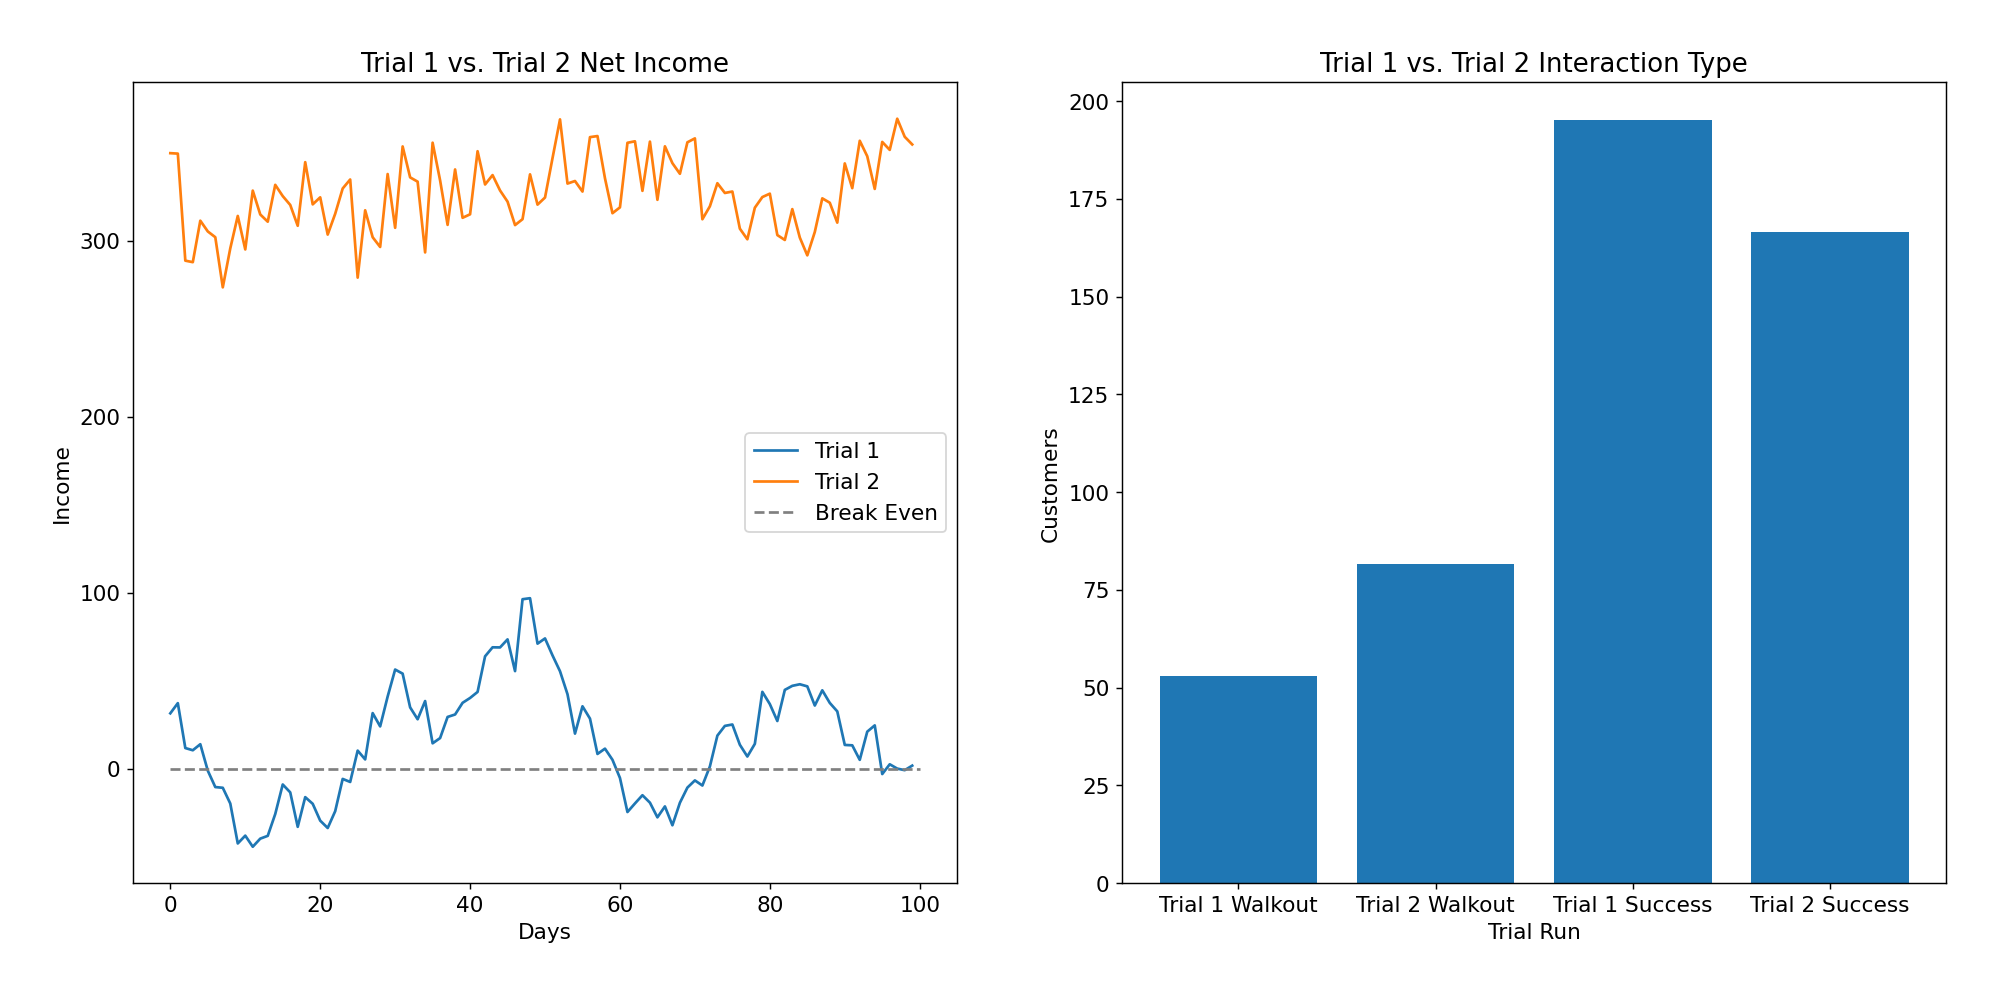 Trial 1 vs. Trial 2 Net Income
Income
300
200
100
0
Trial 1
Trial 2
Break Even
0 20 40 60 80 100
Days
Trial 1 vs. Trial 2 Interaction Type
Customers
200
175
150
125
100
75
50
25
0
Trial 1 Walkout Trial 2 Walkout Trial 1 Success Trial 2 Success
Trial Run